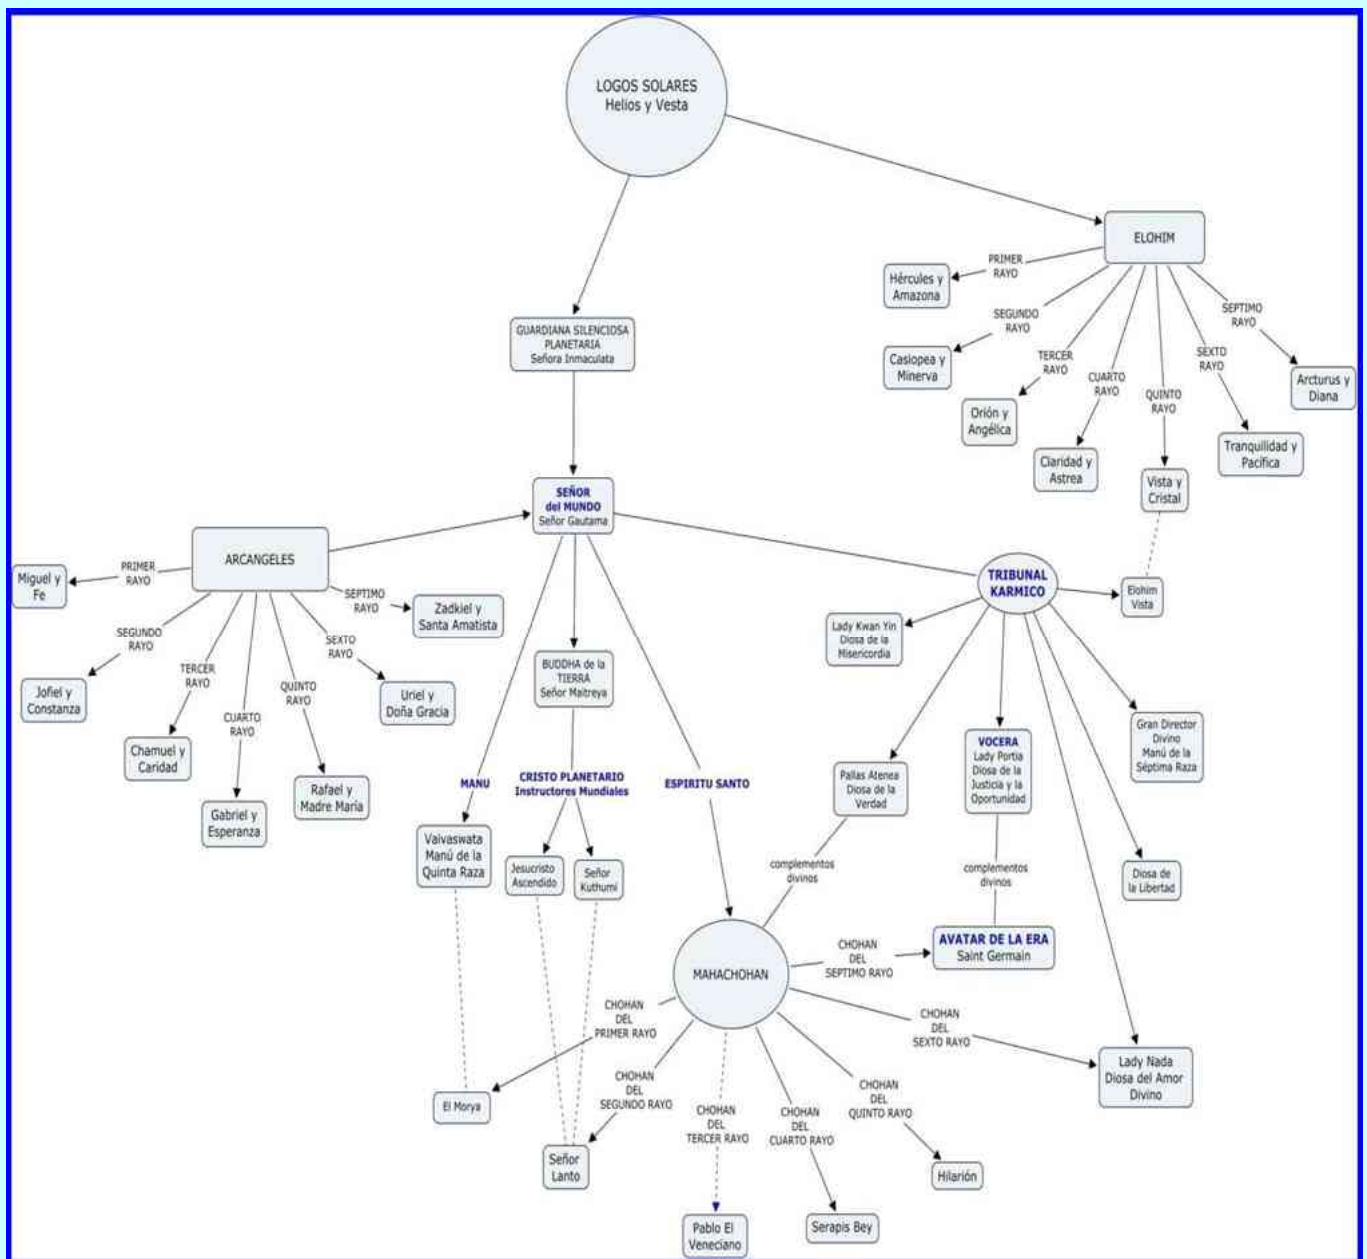 LOGOS SOLARES
Helios y Vesta
ELOHIM
PRIMER
RAYO
Hércules y
Amazona
SEGUNDO
RAYO
Casiopea y
Minerva
TERCER
RAYO
Orión y
Angélica
CUARTO
RAYO
Claridad y
Astrea
QUINTO
RAYO
Vista y
Cristal
SEXTO
RAYO
Tranquilidad y
Pacífica
SEPTIMO
RAYO
Arcturus y
Diana
GUARDIANA SILENCIOSA
PLANETARIA
Señora Inmaculata
SEÑOR
del MUNDO
Señor Gautama
ARCANGELES
PRIMER
RAYO
Miguel y
Fe
SEGUNDO
RAYO
Jofiel y
Constanza
TERCER
RAYO
Chamuel y
Caridad
CUARTO
RAYO
Gabriel y
Esperanza
QUINTO
RAYO
Rafael y
Madre María
SEXTO
RAYO
Uriel y
Doña Gracia
SEPTIMO
RAYO
Zadkiel y
Santa Amatista
TRIBUNAL
KARMICO
Elohim
Vista
Lady Kwan Yin
Diosa de la
Misericordia
Pallas Atenea
Diosa de la
Verdad
VOCERA
Lady Portia
Diosa de la
Justicia y la
Oportunidad
Gran Director
Divino
Manú de la
Séptima Raza
Diosa de
la Libertad
BUDDHA de la
TIERRA
Señor Maitreya
MANU
CRISTO PLANETARIO
Instructores Mundiales
ESPIRITU SANTO
Vaivaswata
Manú de la
Quinta Raza
Jesucristo
Ascendido
Señor
Kuthumi
complementos
divinos
complementos
divinos
MAHACHOHAN
CHOHAN
DEL
SEPTIMO RAYO
AVATAR DE LA ERA
Saint Germain
CHOHAN
DEL
PRIMER RAYO
El Morya
CHOHAN
DEL
SEGUNDO RAYO
Señor
Lanto
CHOHAN
DEL
TERCER RAYO
Pablo El
Veneciano
CHOHAN
DEL
CUARTO RAYO
Serapis Bey
CHOHAN
DEL
QUINTO RAYO
Hilarión
CHOHAN
DEL
SEXTO RAYO
Lady Nada
Diosa del Amor
Divino